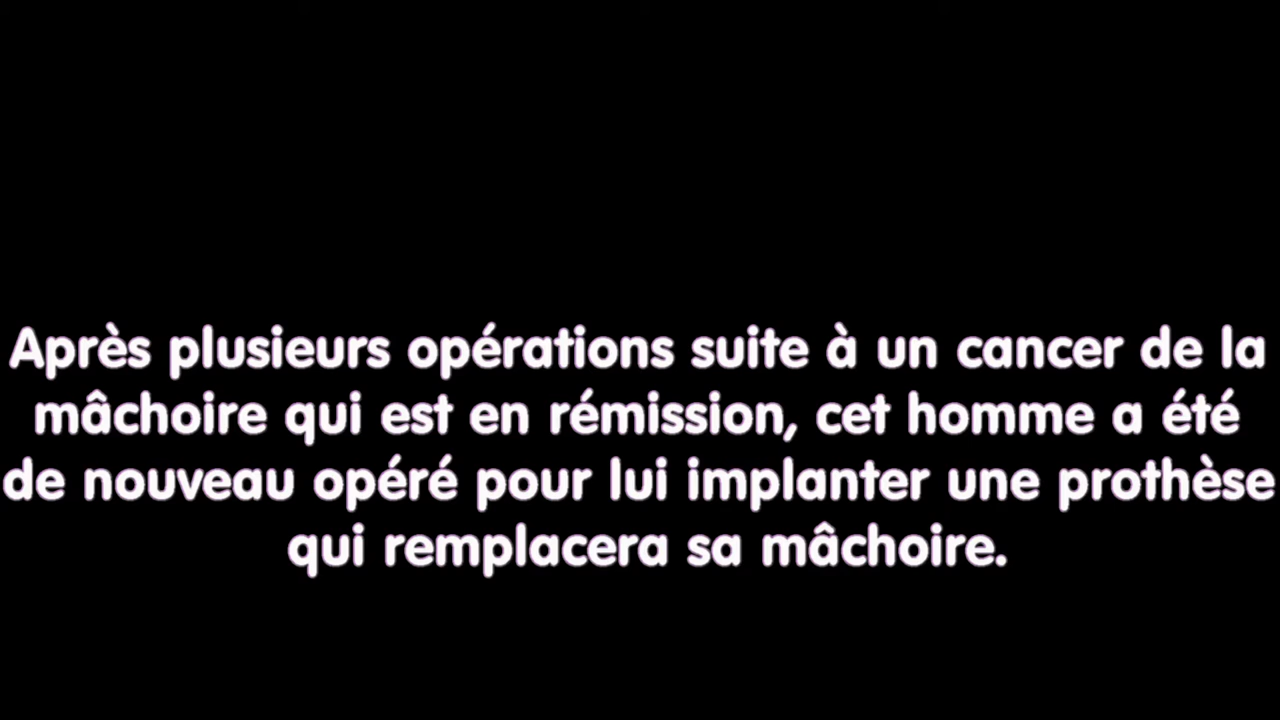 Après plusieurs opérations suite à un cancer de la
mâchoire qui est en rémission, cet homme a été
de nouveau opéré pour lui implanter une prothèse
qui remplacera sa mâchoire.